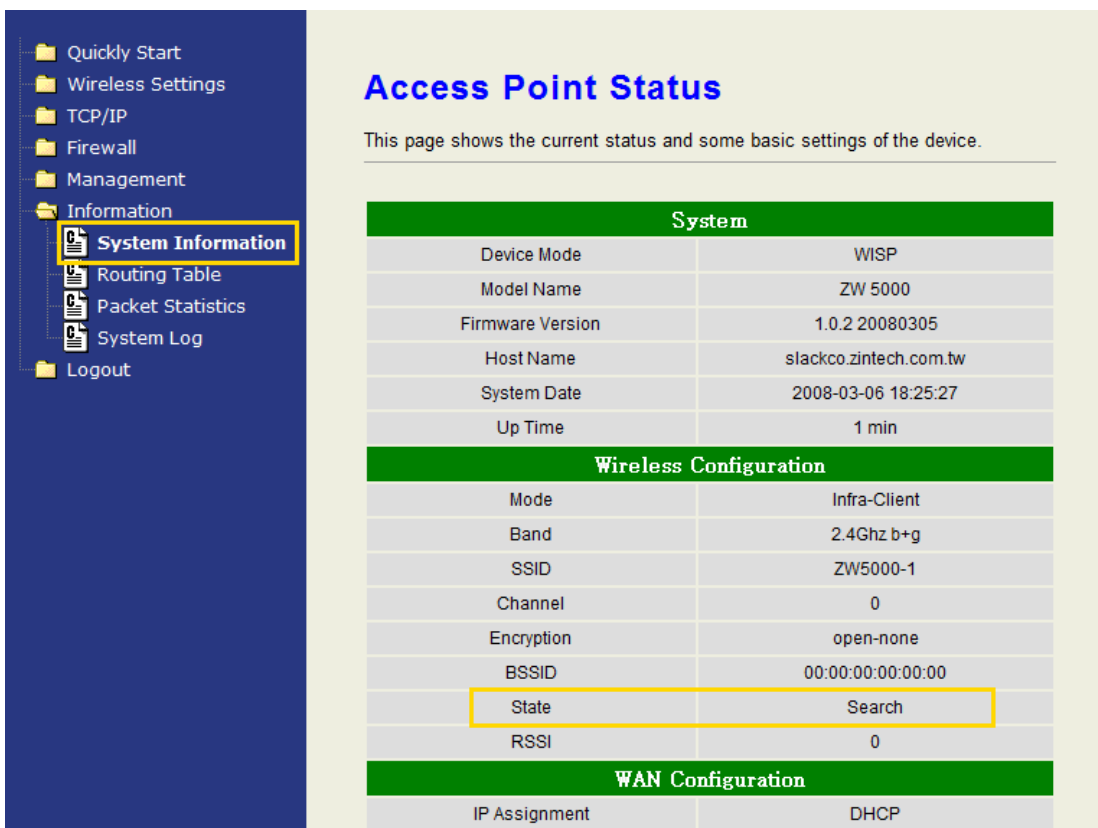 Quickly Start
Wireless Settings
TCP/IP
Firewall
Management
Information
System Information
Routing Table
Packet Statistics
System Log
Logout
Access Point Status
This page shows the current status and some basic settings of the device.
System
Device Mode WISP
Model Name ZW 5000
Firmware Version 1.0.2 20080305
Host Name slackco.zintech.com.tw
System Date 2008-03-06 18:25:27
Up Time 1 min
Wireless Configuration
Mode Infra-Client
Band 2.4Ghz b+g
SSID ZW5000-1
Channel 0
Encryption open-none
BSSID 00:00:00:00:00:00
State Search
RSSI 0
WAN Configuration
IP Assignment DHCP